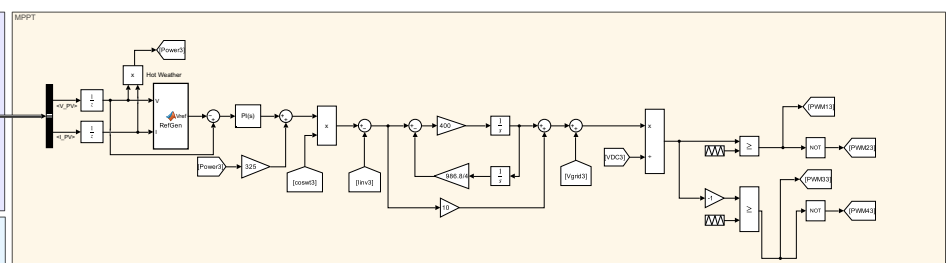 MPPT
[Power3]
x
Hot Weather
<V_PV>
<I_PV>
1
z
1
z
V
I
Vref
RefGen
PI(s)
[Power3]
325
x
[coswt3]
[Iinv3]
400
1
s
986.8/4
1
s
10
[Vgrid3]
[VDC3]
x
÷
≥
[PWM13]
NOT
[PWM23]
[PWM33]
-1
≥
NOT
[PWM43]